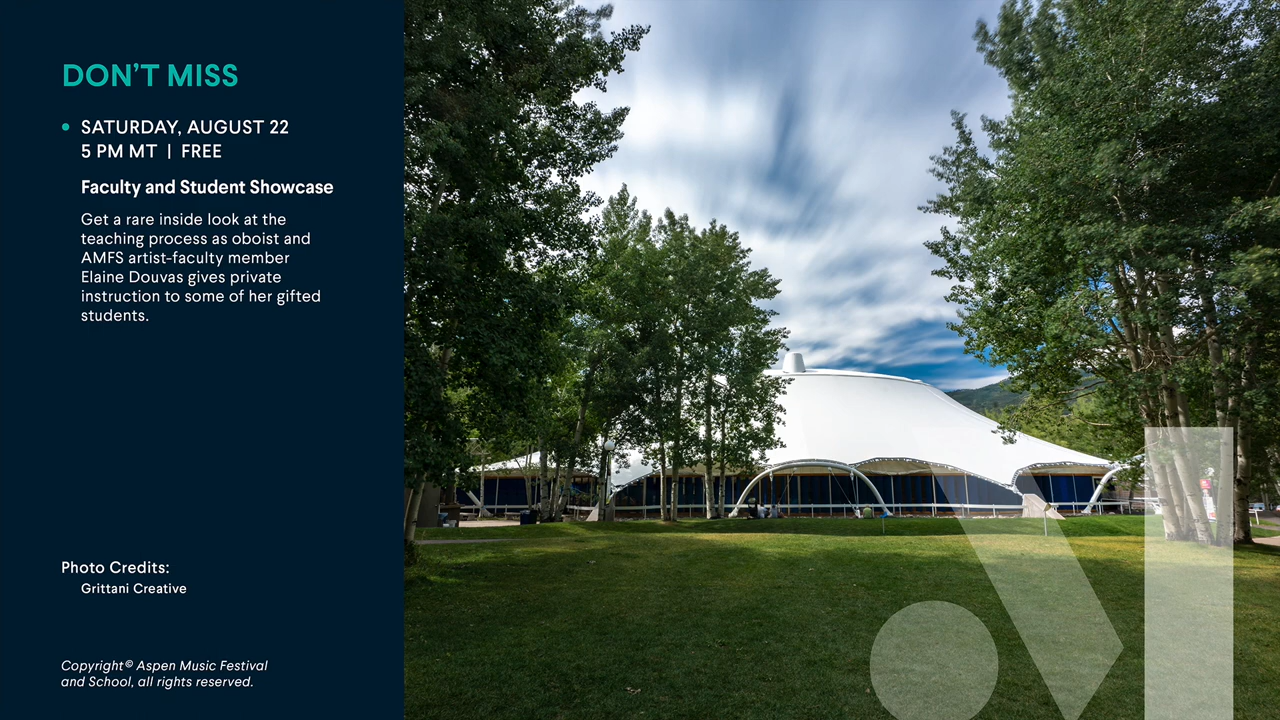 DON'T MISS
• SATURDAY, AUGUST 22
5 PM MT | FREE
Faculty and Student Showcase
Get a rare inside look at the
teaching process as oboist and
AMFS artist-faculty member
Elaine Douvas gives private
instruction to some of her gifted
students.
Photo Credits:
Grittani Creative
Copyright© Aspen Music Festival
and School, all rights reserved.